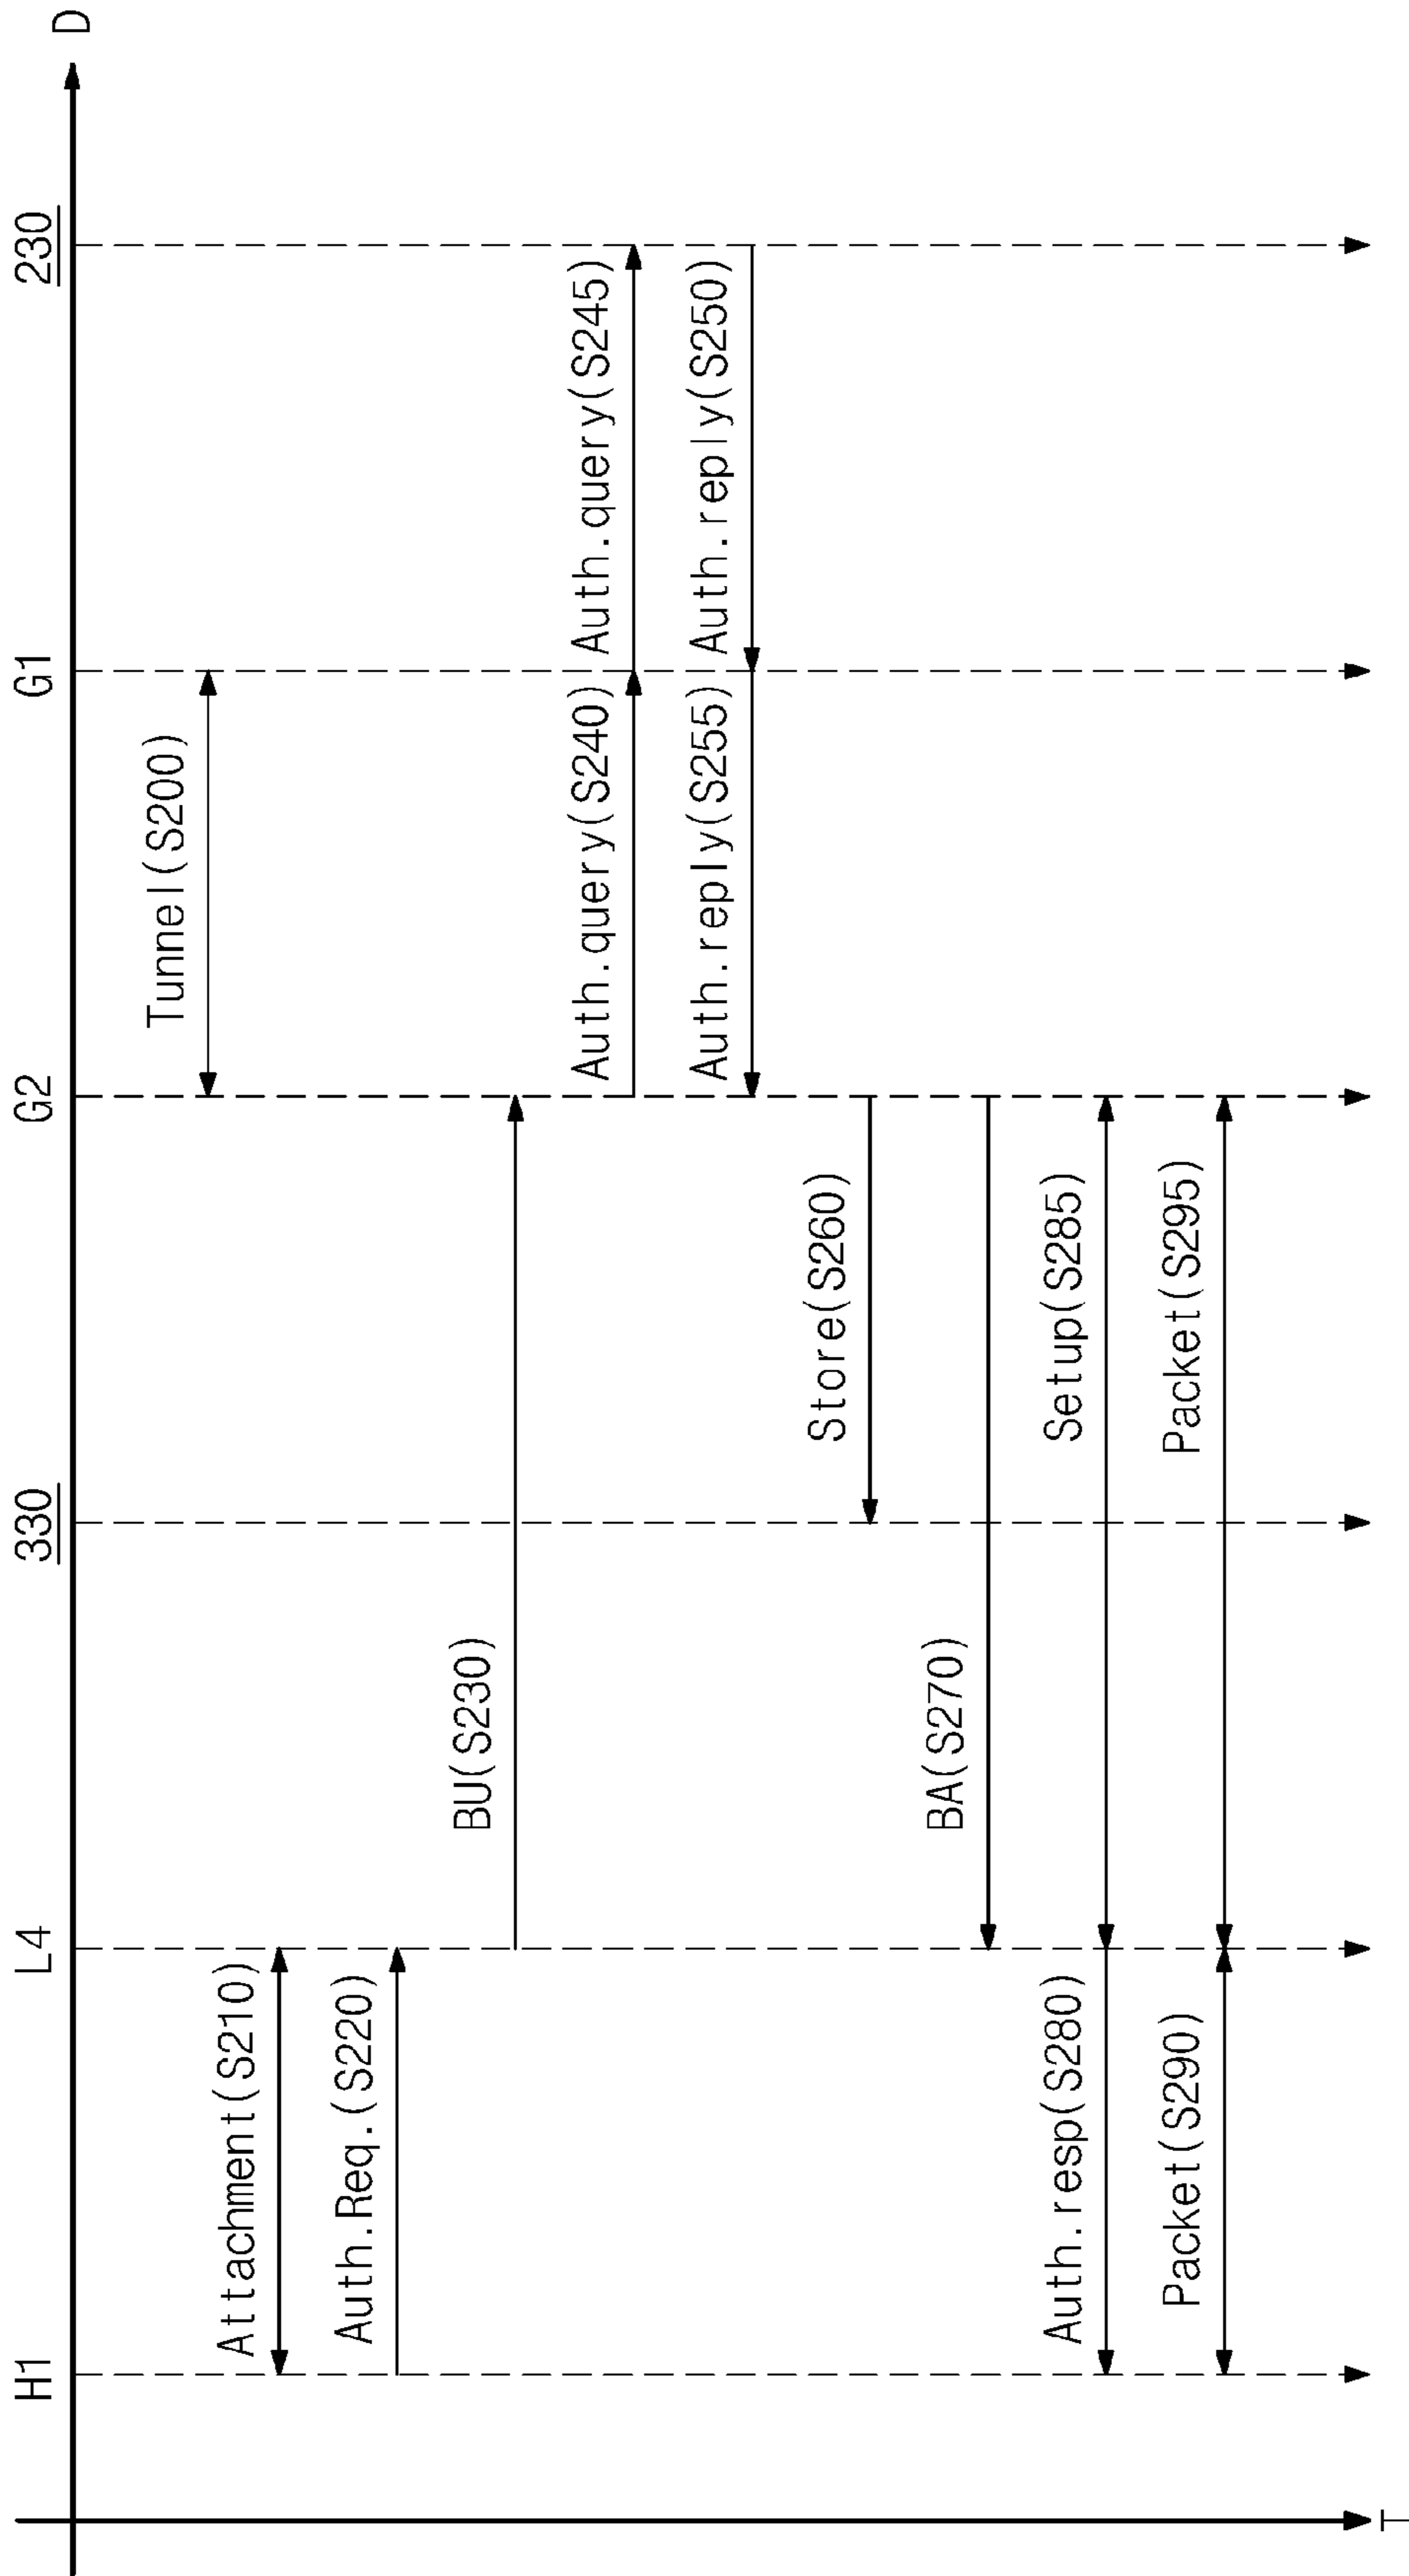 H1 L4 330 G2 G1 230 D
Tunnel(S200)
Attachment(S210)
Auth.Req.(S220)
BU(S230)
Auth.query(S240) Auth.query(S245)
Auth.reply(S255) Auth.reply(S250)
Store(S260)
BA(S270)
Auth.resp(S280) Setup(S285)
Packet(S290) Packet(S295)
T